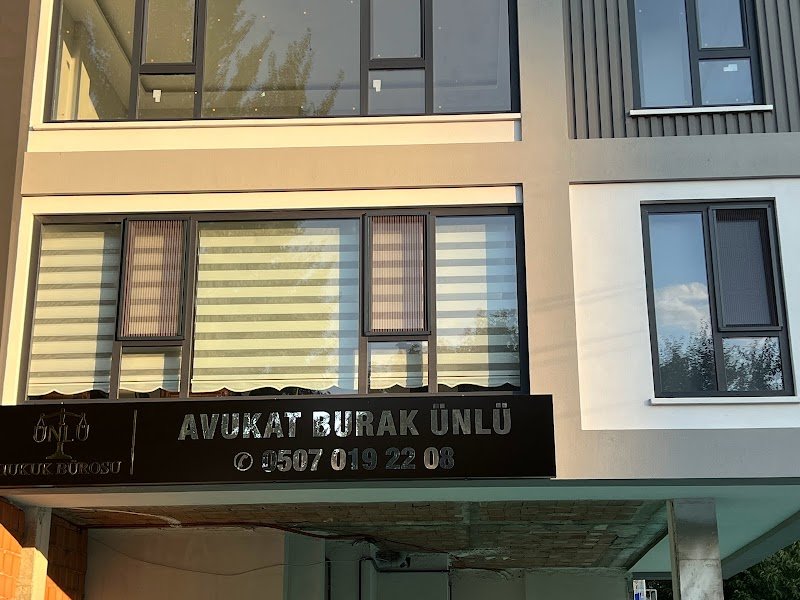 ÜNLÜ
HUKUK BÜROSU
AVUKAT BURAK ÜNLÜ
✆ 0507 019 22 08